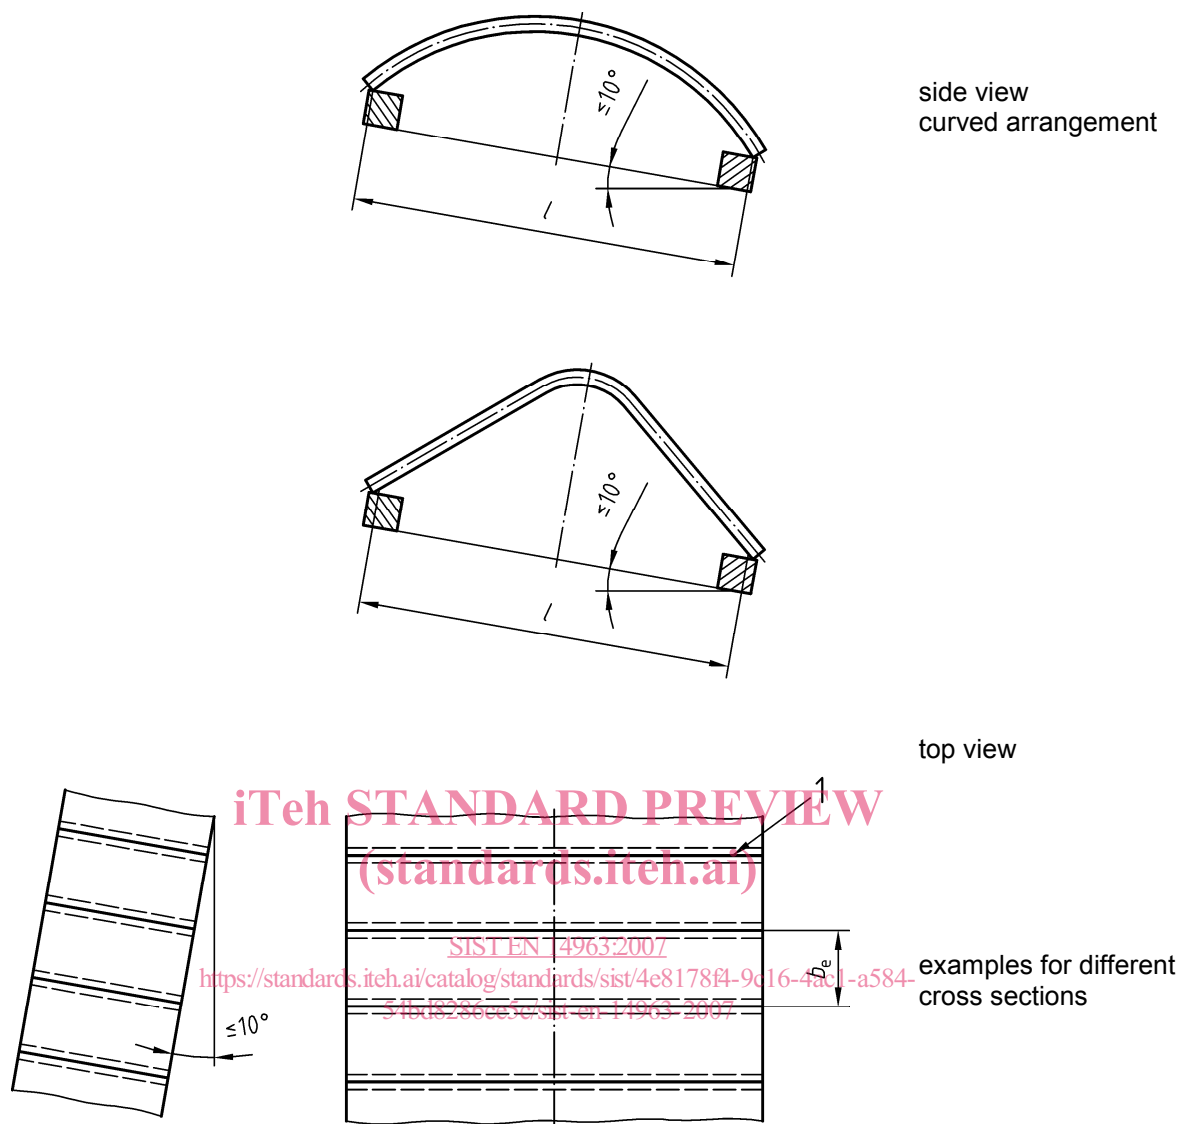 ≤10°
side view
curved arrangement
l
≤10°
l
top view
1
iTeh STANDARD PREVIEW
(standards.iteh.ai)
SIST EN 14963:2007
https://standards.iteh.ai/catalog/standards/sist/4e8178f4-9c16-4ac1-a584-
54bd8286ce5c/sist-en-14963-2007
be
examples for different
cross sections
≤10°